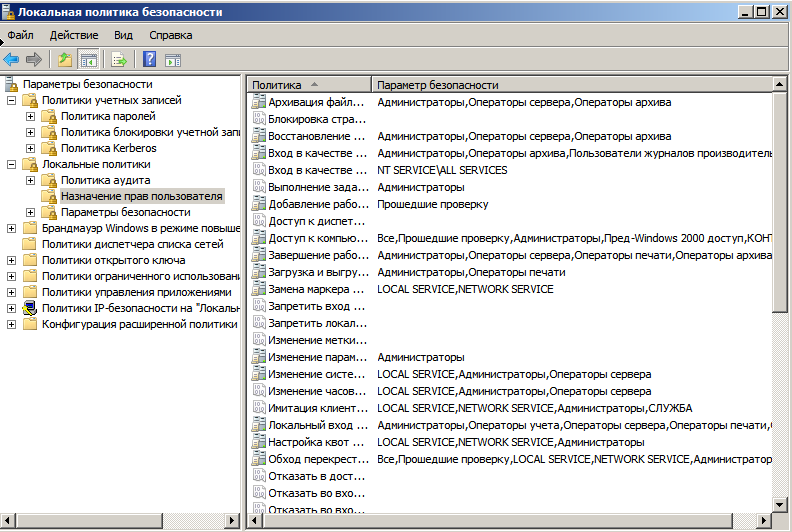 Локальная политика безопасности
Файл Действие Вид Справка
Параметры безопасности
Политики учетных записей
Политика паролей
Политика блокировки учетной запи
Политика Kerberos
Локальные политики
Политика аудита
Назначение прав пользователя
Параметры безопасности
Брандмауэр Windows в режиме повыше
Политики диспетчера списка сетей
Политики открытого ключа
Политики ограниченного использовани
Политики управления приложениями
Политики IP-безопасности на "Локальн
Конфигурация расширенной политики
Политика Параметр безопасности
Архивация файл... Администраторы,Операторы сервера,Операторы архива
Блокировка стра...
Восстановление ... Администраторы,Операторы сервера,Операторы архива
Вход в качестве ... Администраторы,Операторы архива,Пользователи журналов производитель
Вход в качестве ... NT SERVICE\ALL SERVICES
Выполнение зада... Администраторы
Добавление рабо... Прошедшие проверку
Доступ к диспет...
Доступ к компью... Все,Прошедшие проверку,Администраторы,Пред-Windows 2000 доступ,КОНТ
Завершение рабо... Администраторы,Операторы сервера,Операторы печати,Операторы архива
Загрузка и выгру... Администраторы,Операторы печати
Замена маркера ... LOCAL SERVICE,NETWORK SERVICE
Запретить вход ...
Запретить локал...
Изменение метки...
Изменение парам... Администраторы
Изменение систе... LOCAL SERVICE,Администраторы,Операторы сервера
Изменение часов... LOCAL SERVICE,Администраторы,Операторы сервера
Имитация клиент... LOCAL SERVICE,NETWORK SERVICE,Администраторы,СЛУЖБА
Локальный вход ... Администраторы,Операторы учета,Операторы сервера,Операторы печати,
Настройка квот ... LOCAL SERVICE,NETWORK SERVICE,Администраторы
Обход перекрест... Все,Прошедшие проверку,LOCAL SERVICE,NETWORK SERVICE,Администратор
Отказать в дост...
Отказать во вхо...
Отказать во вхо...